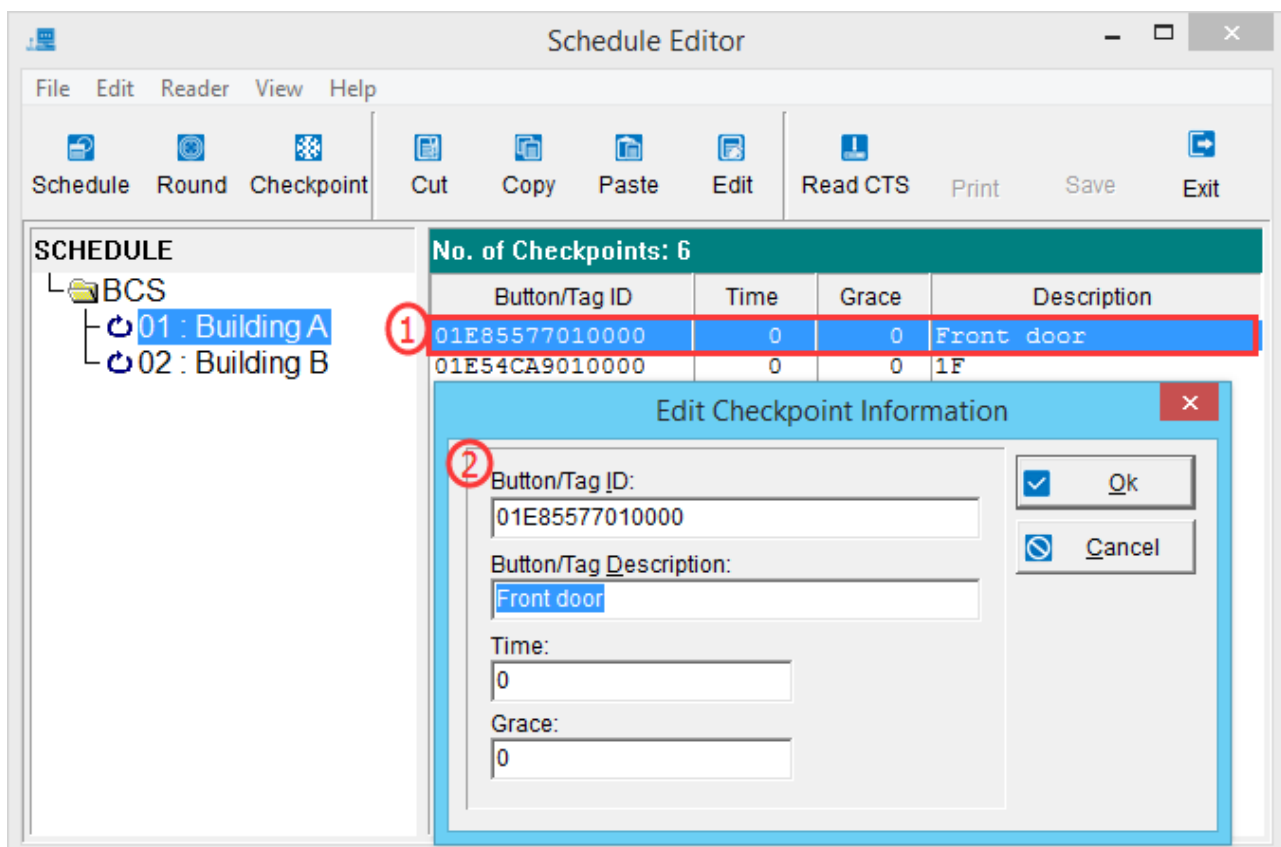 Schedule Editor
File Edit Reader View Help
Schedule Round Checkpoint Cut Copy Paste Edit Read CTS Print Save Exit
SCHEDULE
BCS
01 : Building A
02 : Building B
No. of Checkpoints: 6
Button/Tag ID Time Grace Description
1
01E85577010000 0 0 Front door
01E54CA9010000 0 0 1F
Edit Checkpoint Information
2
Button/Tag ID:
01E85577010000
Button/Tag Description:
Front door
Time:
0
Grace:
0
Ok
Cancel